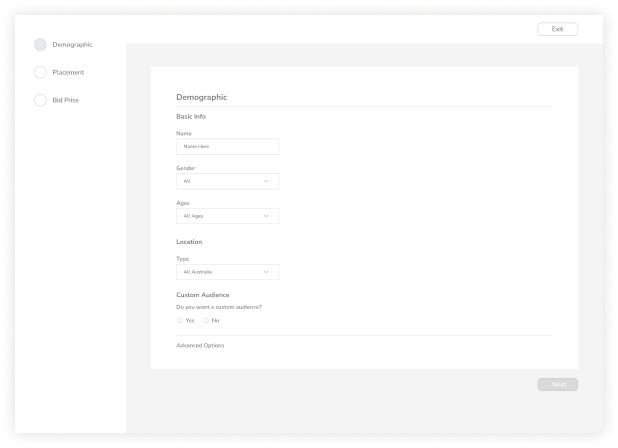 Exit
Demographic
Placement
Bid Price
Demographic
Basic Info
Name
Name Here
Gender
All
Ages
All Ages
Location
Type
All Australia
Custom Audience
Do you want a custom audience?
Yes No
Advanced Options
Next